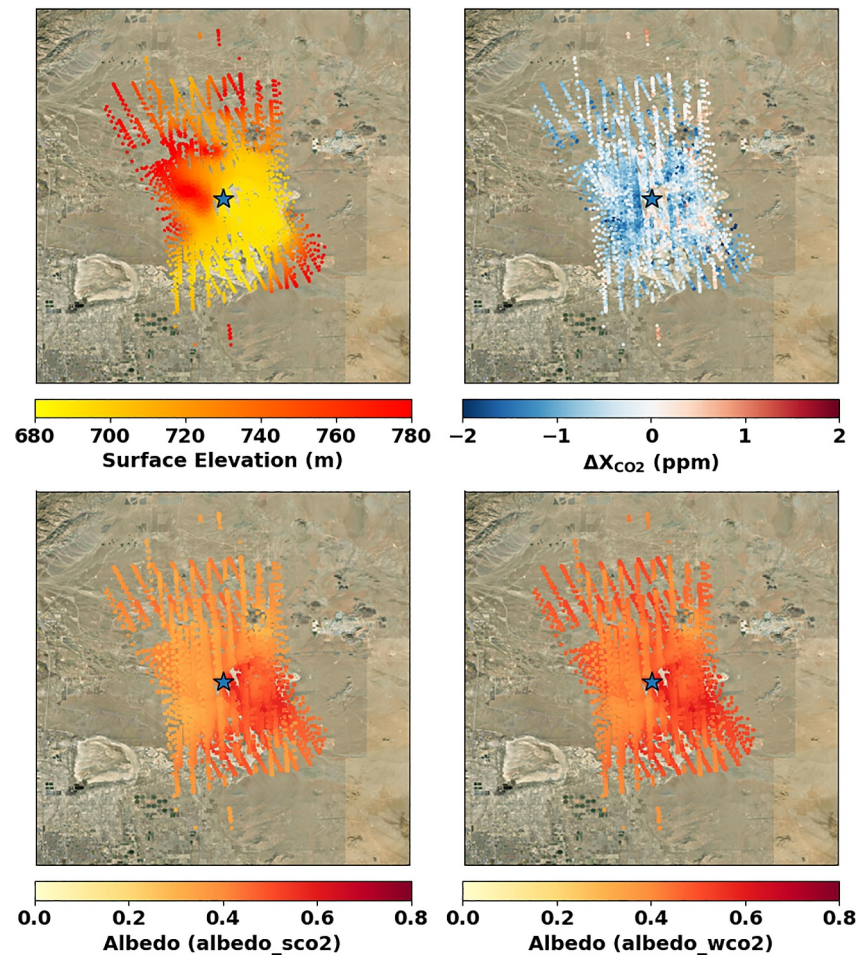 680 700 720 740 760 780
Surface Elevation (m)
−2 −1 0 1 2
ΔXCO2 (ppm)
0.0 0.2 0.4 0.6 0.8
Albedo (albedo_sco2)
0.0 0.2 0.4 0.6 0.8
Albedo (albedo_wco2)